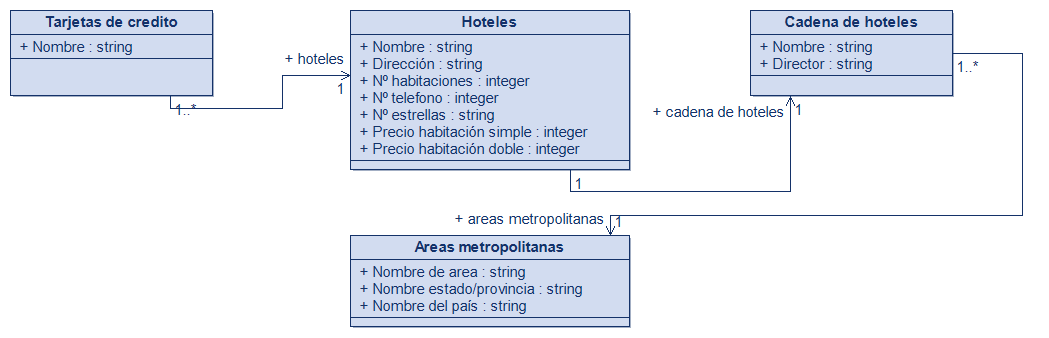 Tarjetas de credito
+ Nombre : string
1..*
+ hoteles
1
Hoteles
+ Nombre : string
+ Dirección : string
+ Nº habitaciones : integer
+ Nº telefono : integer
+ Nº estrellas : string
+ Precio habitación simple : integer
+ Precio habitación doble : integer
1
+ cadena de hoteles
1
Cadena de hoteles
+ Nombre : string
+ Director : string
1..*
+ areas metropolitanas
1
Areas metropolitanas
+ Nombre de area : string
+ Nombre estado/provincia : string
+ Nombre del país : string